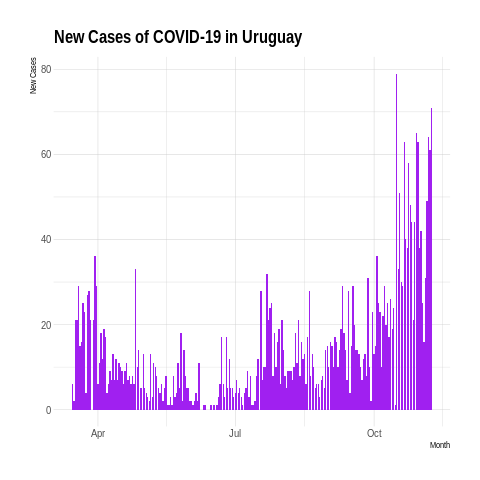 New Cases of COVID-19 in Uruguay
New Cases
80
60
40
20
0
Apr
Jul
Oct
Month